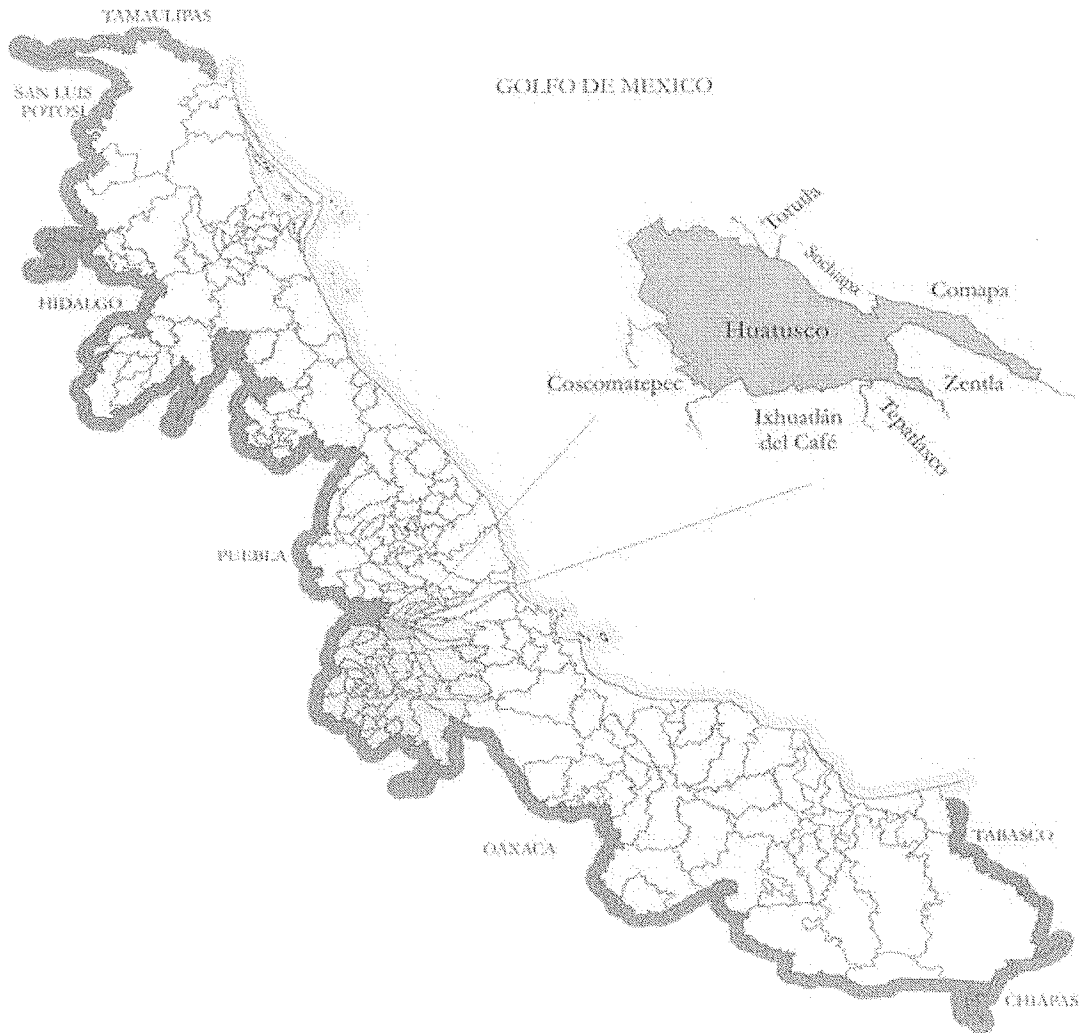 TAMAULIPAS
GOLFO DE MEXICO
SAN LUIS
POTOSI
Totutla
Sochiapa
Comapa
HIDALGO
Huatusco
Coscomatepec
Zentla
Ixhuatlán
del Café
Tepatlaxco
PUEBLA
OAXACA
TABASCO
CHIAPAS